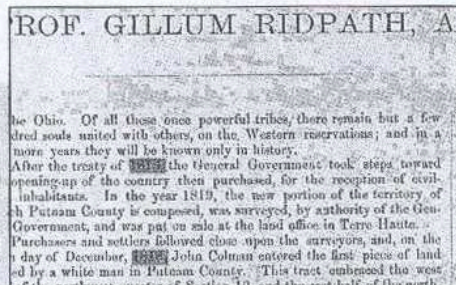 ROF. GILLUM RIDPATH, A
he Ohio. Of all these once powerful tribes, there remain but a few
dred souls united with others, on the Western reservations; and in a
more years they will be known only in history.
After the treaty of the General Government took steps toward
opening-up of the country then purchased, for the reception of civil-
inhabitants. In the year 1819, the new portion of the territory of
ch Putnam County is composed, was surveyed, by authority of the Gen-
Government, and was put on sale at the land office in Terre Haute.
Purchasers and settlers followed close upon the surveyors, and, on the
day of December, John Colman entered the first piece of land
ed by a white man in Putnam County. This tract embraced the west